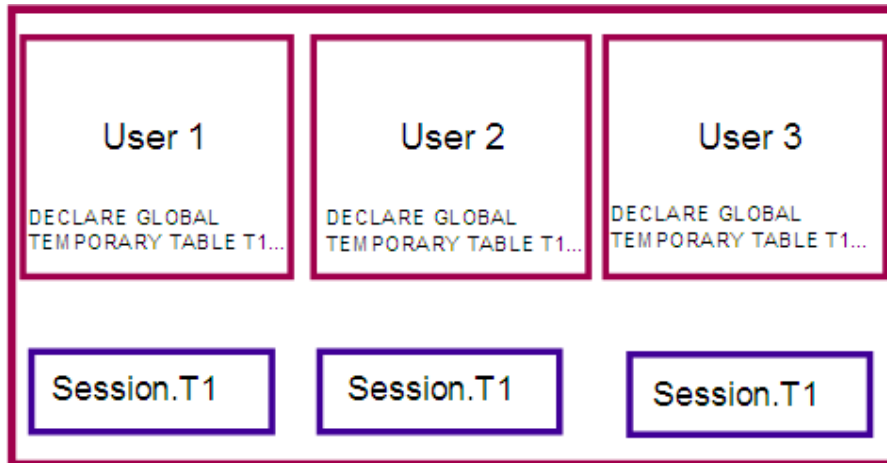 User 1
DECLARE GLOBAL
TEMPORARY TABLE T1...
User 2
DECLARE GLOBAL
TEMPORARY TABLE T1...
User 3
DECLARE GLOBAL
TEMPORARY TABLE T1...
Session.T1
Session.T1
Session.T1